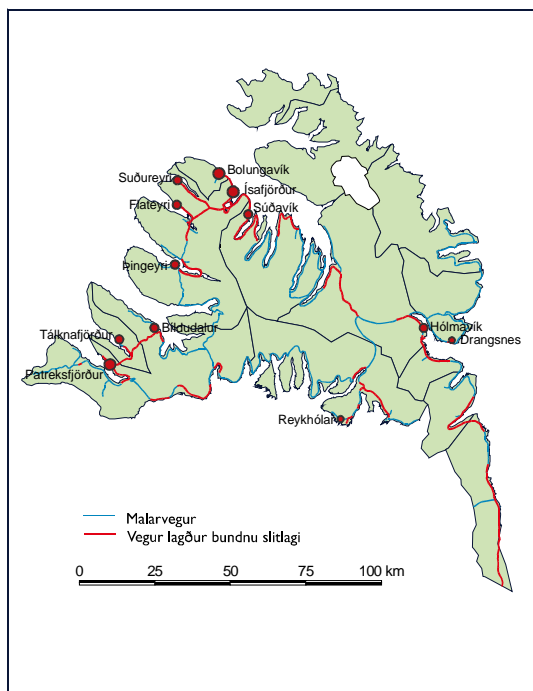 Bolungavík
Suðureyri
Ísafjörður
Flateyri
Súðavík
Þingeyri
Bíldudalur
Hólmavík
Tálknafjörður
Drangsnes
Patreksfjörður
Reykhólar
Malarvegur
Vegur lagður bundnu slitlagi
0 25 50 75 100 km